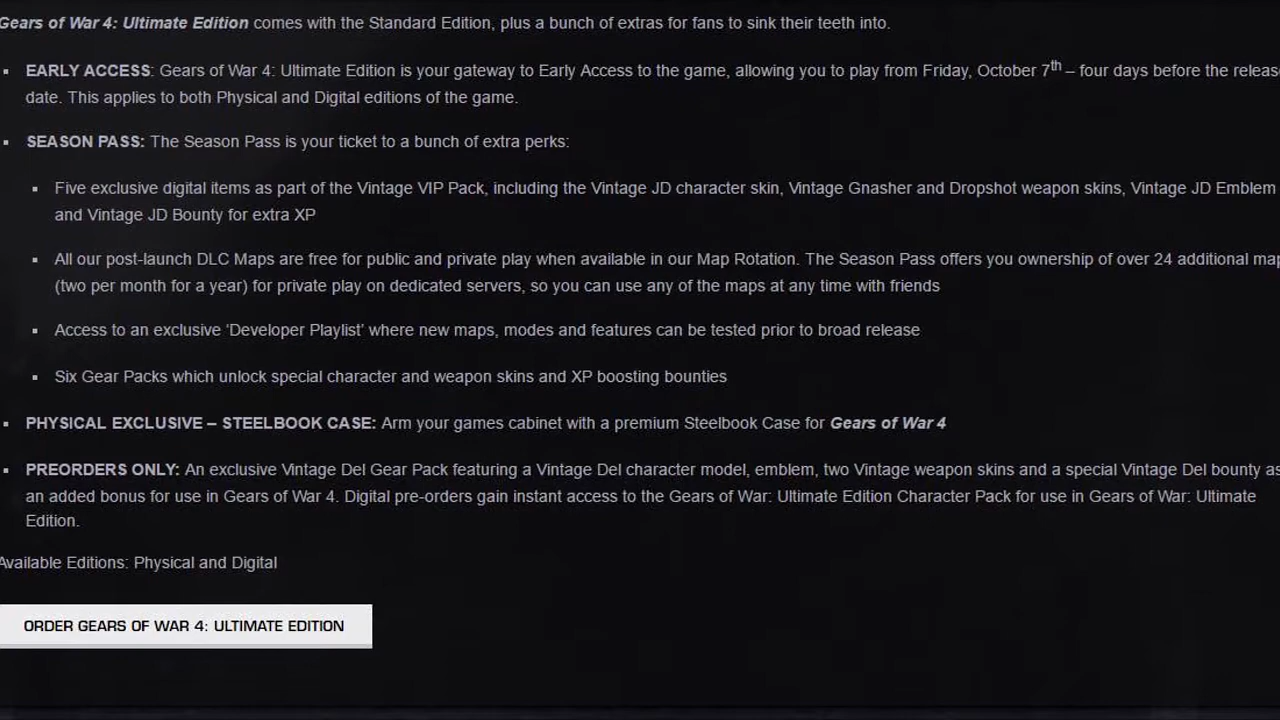 Gears of War 4: Ultimate Edition comes with the Standard Edition, plus a bunch of extras for fans to sink their teeth into.
EARLY ACCESS: Gears of War 4: Ultimate Edition is your gateway to Early Access to the game, allowing you to play from Friday, October 7th – four days before the releas
date. This applies to both Physical and Digital editions of the game.
SEASON PASS: The Season Pass is your ticket to a bunch of extra perks:
Five exclusive digital items as part of the Vintage VIP Pack, including the Vintage JD character skin, Vintage Gnasher and Dropshot weapon skins, Vintage JD Emblem
and Vintage JD Bounty for extra XP
All our post-launch DLC Maps are free for public and private play when available in our Map Rotation. The Season Pass offers you ownership of over 24 additional map
(two per month for a year) for private play on dedicated servers, so you can use any of the maps at any time with friends
Access to an exclusive ‘Developer Playlist’ where new maps, modes and features can be tested prior to broad release
Six Gear Packs which unlock special character and weapon skins and XP boosting bounties
PHYSICAL EXCLUSIVE – STEELBOOK CASE: Arm your games cabinet with a premium Steelbook Case for Gears of War 4
PREORDERS ONLY: An exclusive Vintage Del Gear Pack featuring a Vintage Del character model, emblem, two Vintage weapon skins and a special Vintage Del bounty as
an added bonus for use in Gears of War 4. Digital pre-orders gain instant access to the Gears of War: Ultimate Edition Character Pack for use in Gears of War: Ultimate
Edition.
Available Editions: Physical and Digital
ORDER GEARS OF WAR 4: ULTIMATE EDITION